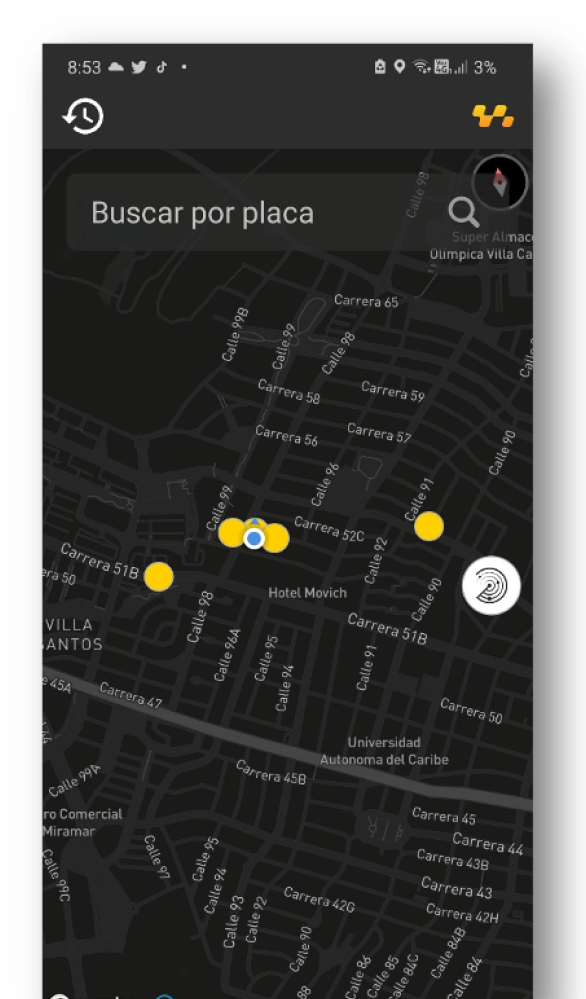 8:53
3%
Buscar por placa
Calle 98
Super Almac
Olimpica Villa Ca
Carrera 65
Calle 99B
Calle 99
Calle 98
Carrera 58
Carrera 59
Carrera 56
Carrera 57
Calle 90
Calle 96
Calle 99
Calle 91
Carrera 52C
Calle 92
Carrera 51B
era 50
Hotel Movich
Calle 90
VILLA
SANTOS
Calle 98
Carrera 51B
Calle 96A
Calle 95
Calle 94
Calle 91
e 45A
Carrera 47
Carrera 50
Universidad
Autonoma del Caribe
Calle 99A
Carrera 45B
ro Comercial
Miramar
Carrera 45
Carrera 44
Carrera 43B
Calle 97
Calle 95
Calle 94
Calle 99C
Carrera 43
Carrera 42G
Carrera 42H
Calle 93
Calle 92
Calle 90
Calle 84B
Calle 86
Calle 85
Calle 84C
lle 84
88